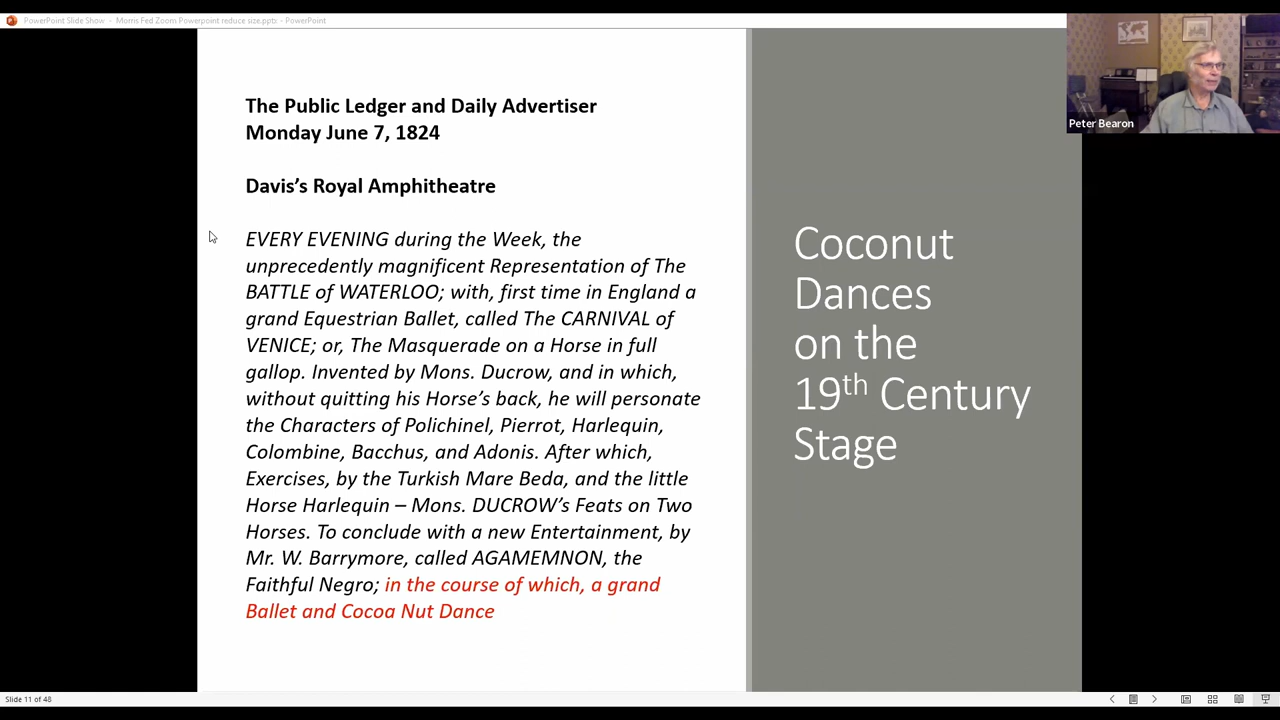 PowerPoint Slide Show - Morris Fed Zoom Powerpoint reduce size.pptx - PowerPoint
Peter Bearon
The Public Ledger and Daily Advertiser
Monday June 7, 1824
Davis's Royal Amphitheatre
EVERY EVENING during the Week, the
unprecedently magnificent Representation of The
BATTLE of WATERLOO; with, first time in England a
grand Equestrian Ballet, called The CARNIVAL of
VENICE; or, The Masquerade on a Horse in full
gallop. Invented by Mons. Ducrow, and in which,
without quitting his Horse's back, he will personate
the Characters of Polichinel, Pierrot, Harlequin,
Colombine, Bacchus, and Adonis. After which,
Exercises, by the Turkish Mare Beda, and the little
Horse Harlequin – Mons. DUCROW's Feats on Two
Horses. To conclude with a new Entertainment, by
Mr. W. Barrymore, called AGAMEMNON, the
Faithful Negro; in the course of which, a grand
Ballet and Cocoa Nut Dance
Coconut
Dances
on the
19th Century
Stage
Slide 11 of 48